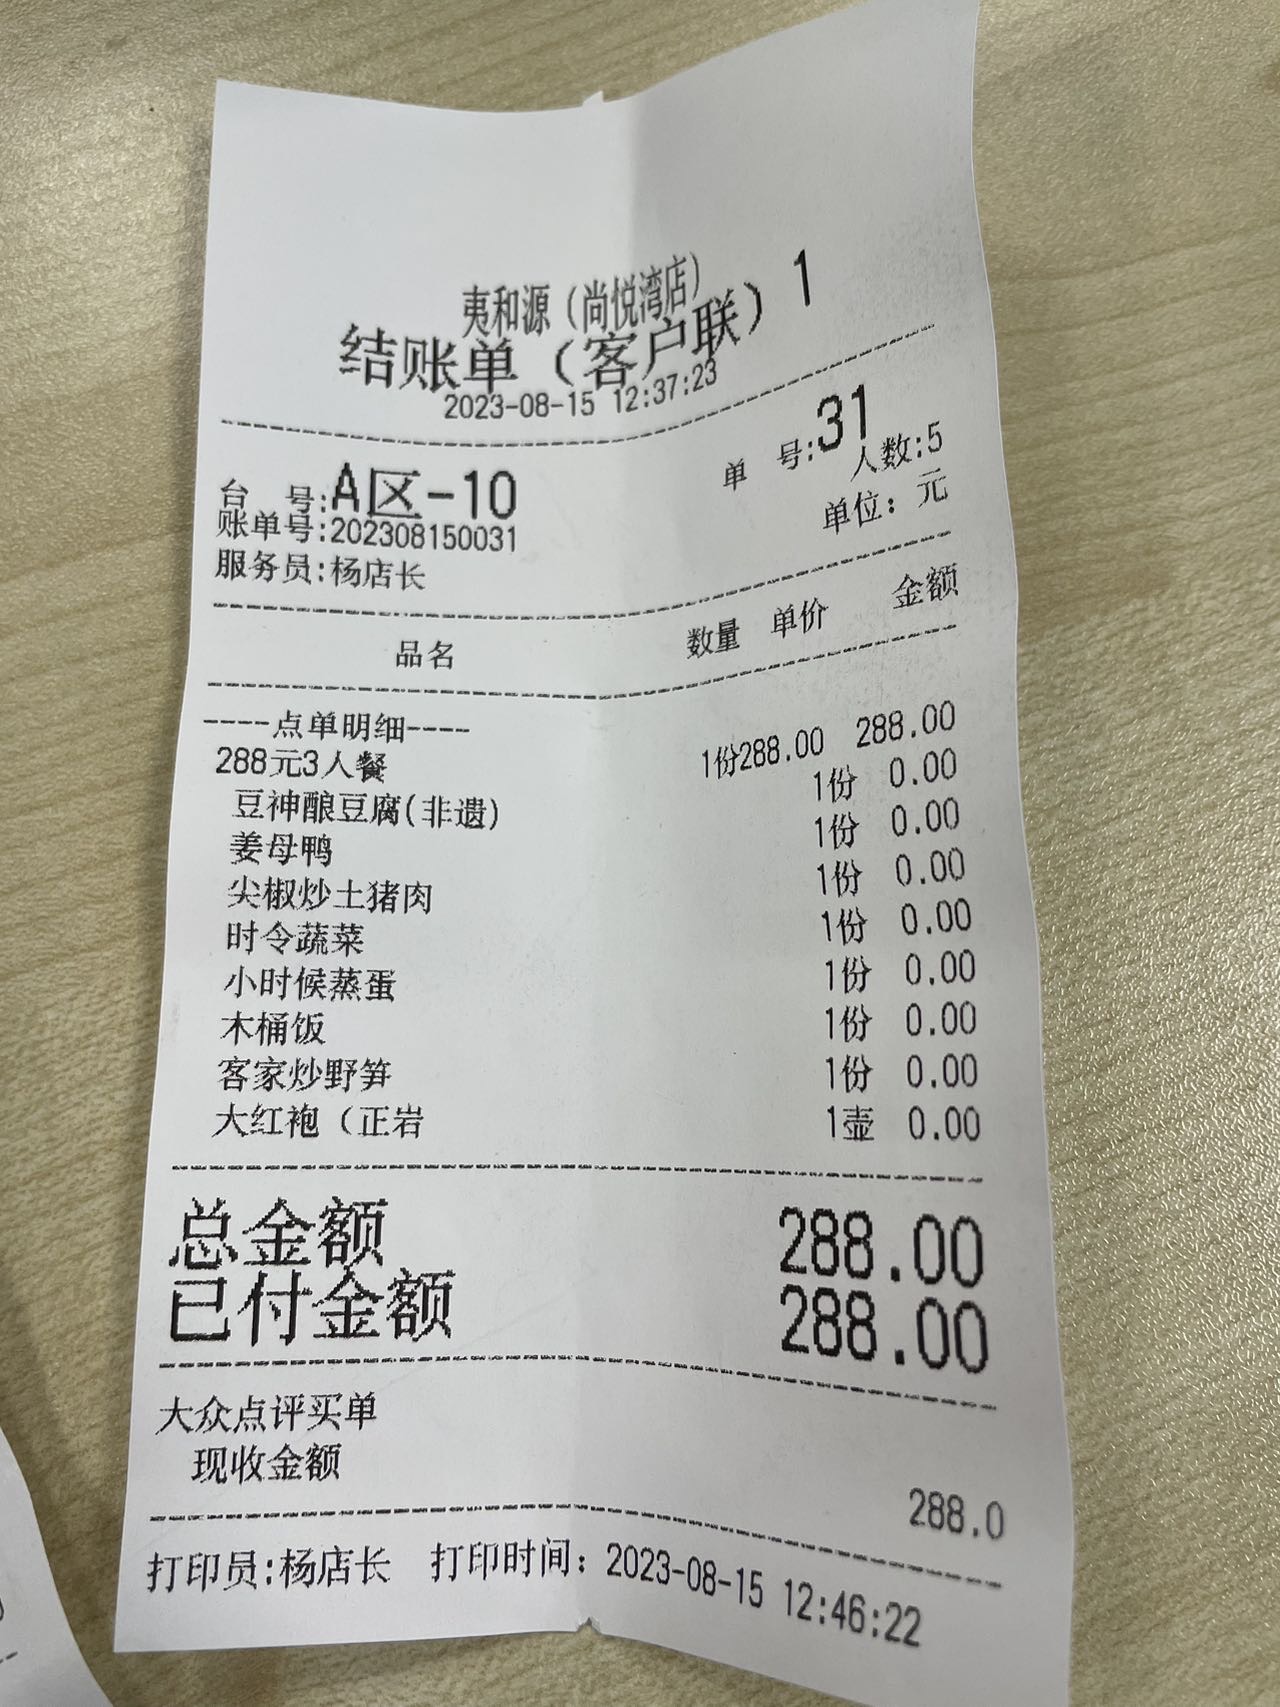 夷和源（尚悦湾店）
结账单（客户联）1
2023-08-15 12:37:23
单 号:31
台 号:A区-10 人数:5
账单号:202308150031 单位: 元
服务员:杨店长
品名 数量 单价 金额
----点单明细----
288元3人餐 1份288.00 288.00
豆神酿豆腐(非遗) 1份 0.00
姜母鸭 1份 0.00
尖椒炒土猪肉 1份 0.00
时令蔬菜 1份 0.00
小时候蒸蛋 1份 0.00
木桶饭 1份 0.00
客家炒野笋 1份 0.00
大红袍（正岩 1壶 0.00
总金额 288.00
已付金额 288.00
大众点评买单
现收金额 288.0
打印员:杨店长 打印时间: 2023-08-15 12:46:22